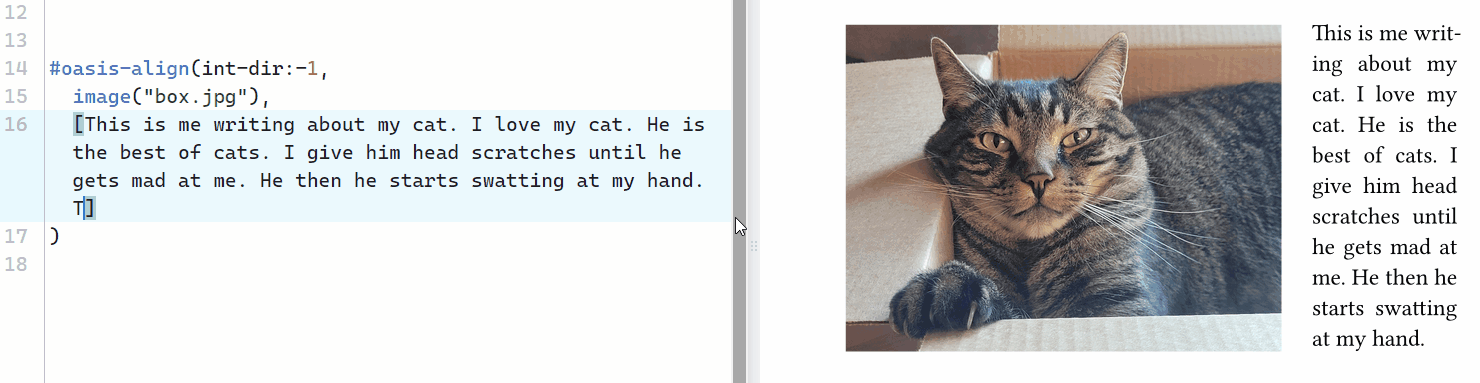 12
13
14 #oasis-align(int-dir:-1,
15 image("box.jpg"),
16 [This is me writing about my cat. I love my cat. He is
the best of cats. I give him head scratches until he
gets mad at me. He then he starts swatting at my hand.
T]
17 )
18
This is me writ-
ing about my
cat. I love my
cat. He is the
best of cats. I
give him head
scratches until
he gets mad at
me. He then he
starts swatting
at my hand.